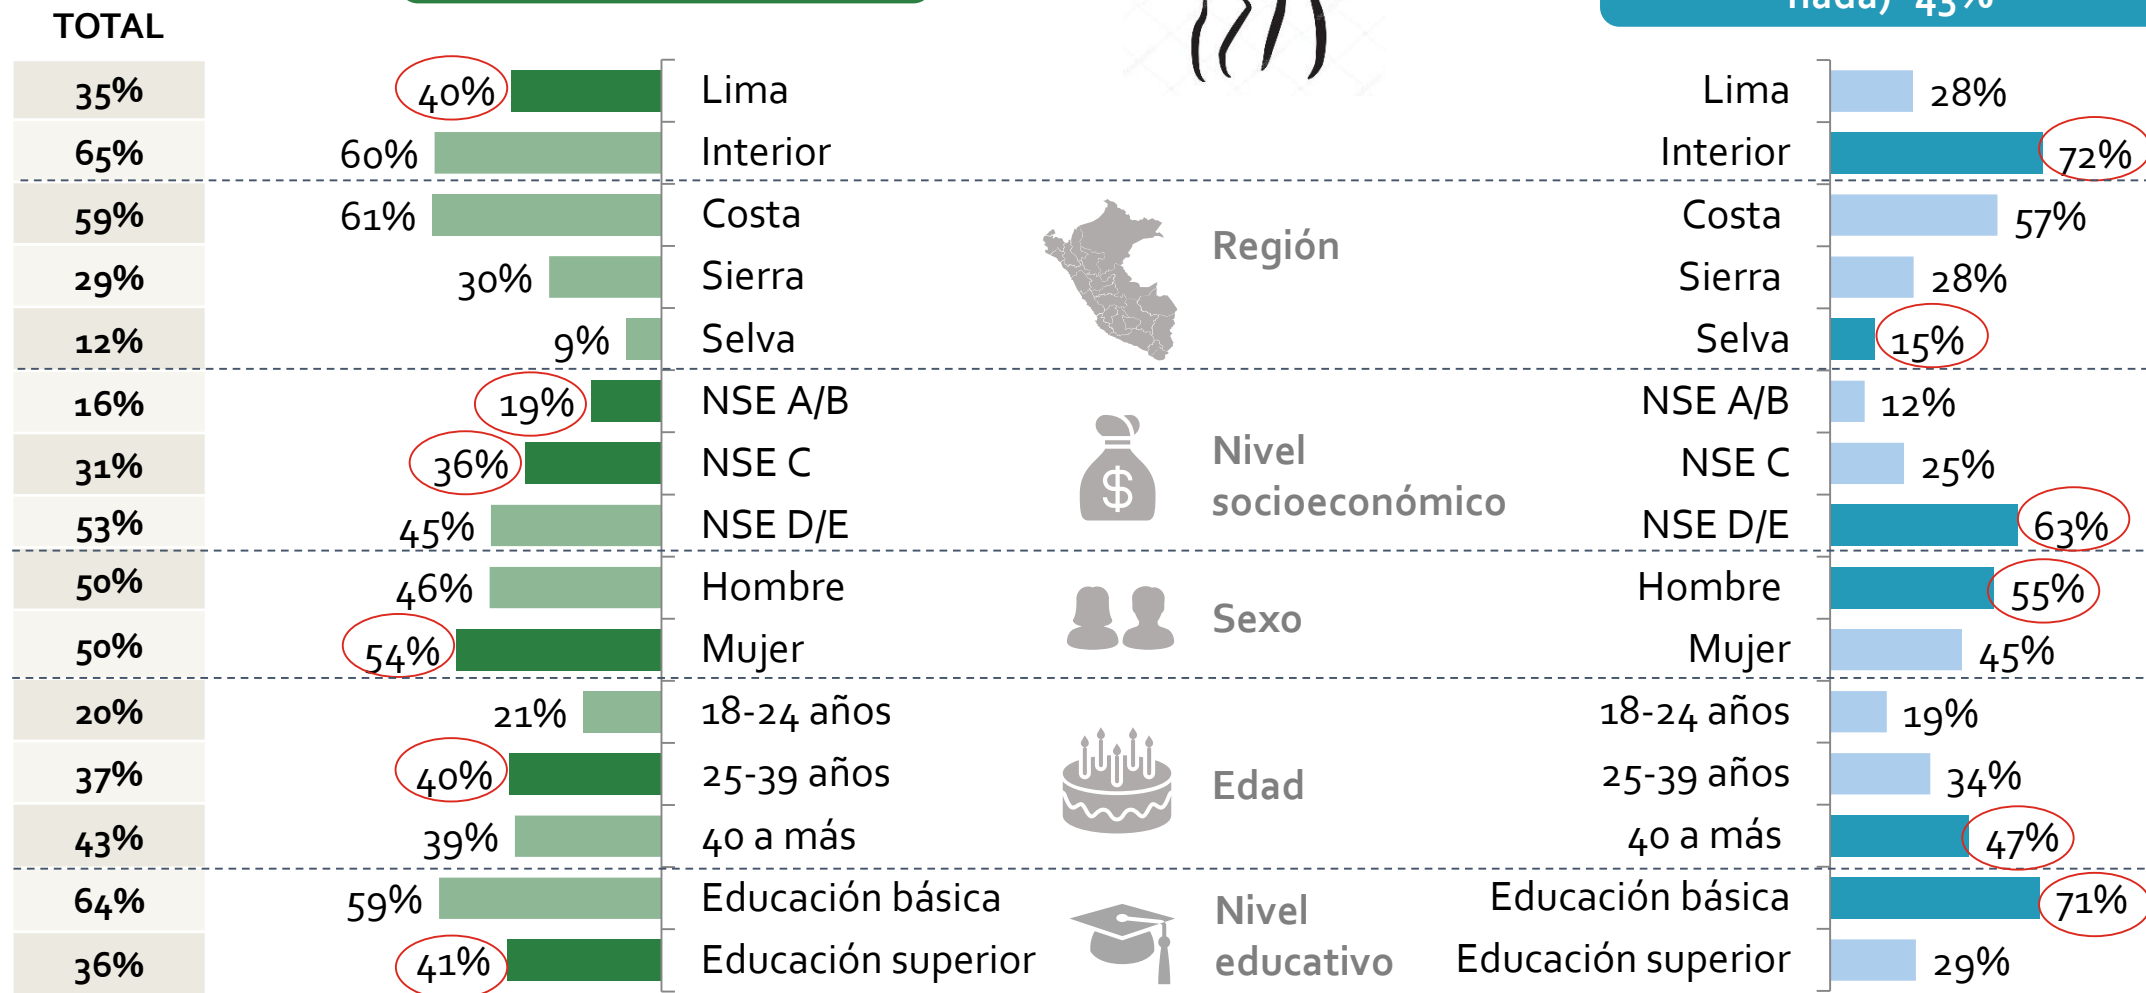 nada) 43%
TOTAL
35% 40% Lima Lima 28%
65% 60% Interior Interior 72%
59% 61% Costa Costa 57%
Región
29% 30% Sierra Sierra 28%
12% 9% Selva Selva 15%
16% 19% NSE A/B NSE A/B 12%
31% 36% NSE C Nivel NSE C 25%
socioeconómico
53% 45% NSE D/E NSE D/E 63%
50% 46% Hombre Hombre 55%
Sexo
50% 54% Mujer Mujer 45%
20% 21% 18-24 años 18-24 años 19%
37% 40% 25-39 años Edad 25-39 años 34%
43% 39% 40 a más 40 a más 47%
64% 59% Educación básica Nivel Educación básica 71%
36% 41% Educación superior educativo Educación superior 29%